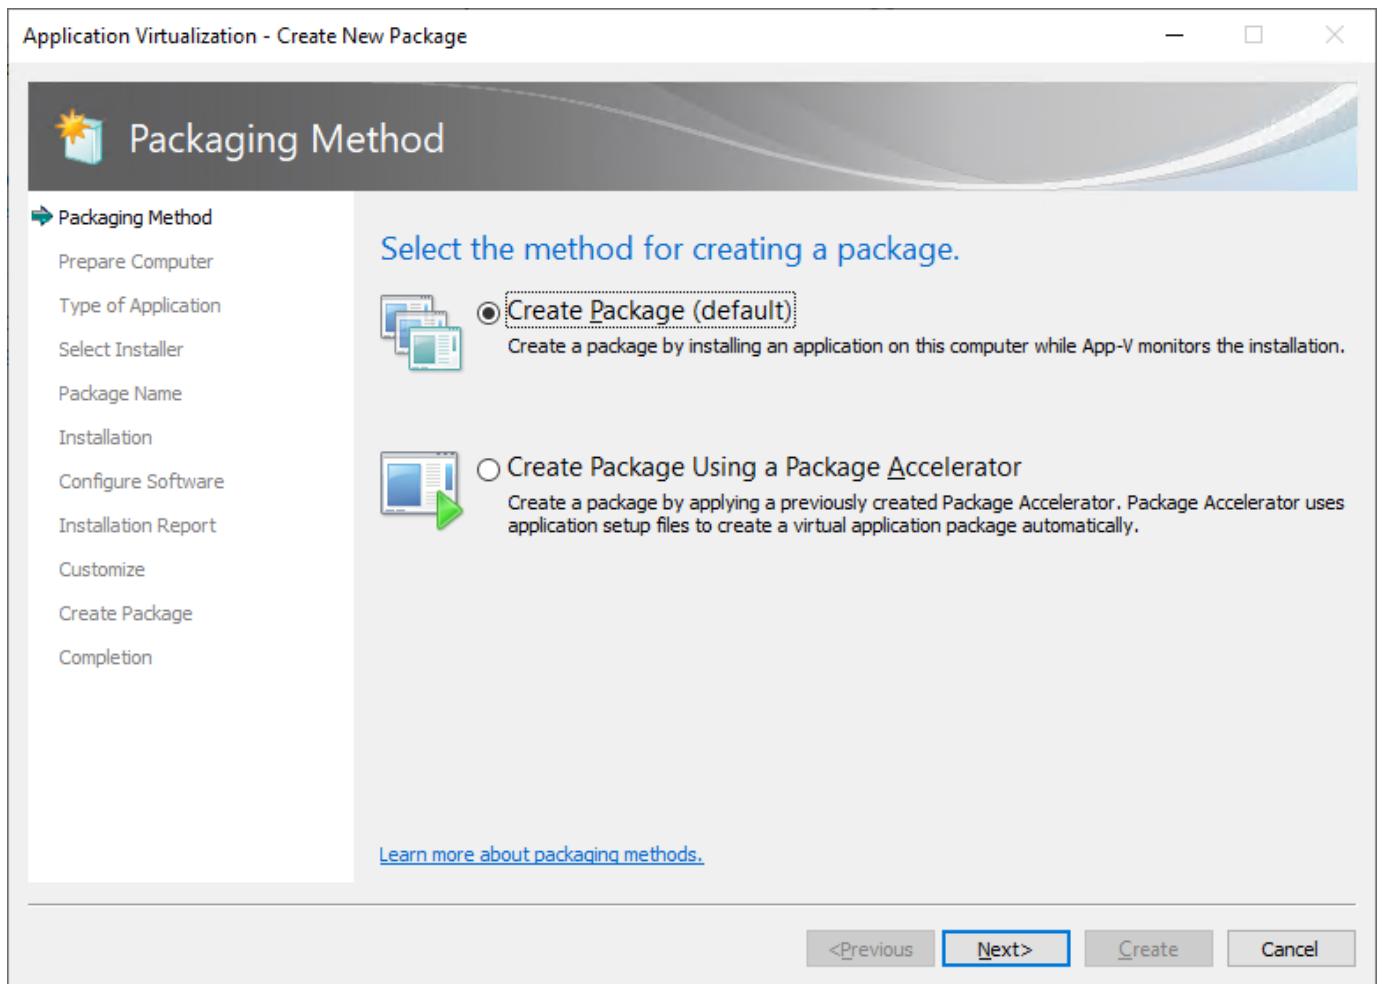 Application Virtualization - Create New Package
Packaging Method
Packaging Method
Prepare Computer
Type of Application
Select Installer
Package Name
Installation
Configure Software
Installation Report
Customize
Create Package
Completion
Select the method for creating a package.
Create Package (default)
Create a package by installing an application on this computer while App-V monitors the installation.
Create Package Using a Package Accelerator
Create a package by applying a previously created Package Accelerator. Package Accelerator uses
application setup files to create a virtual application package automatically.
Learn more about packaging methods.
<Previous
Next>
Create
Cancel